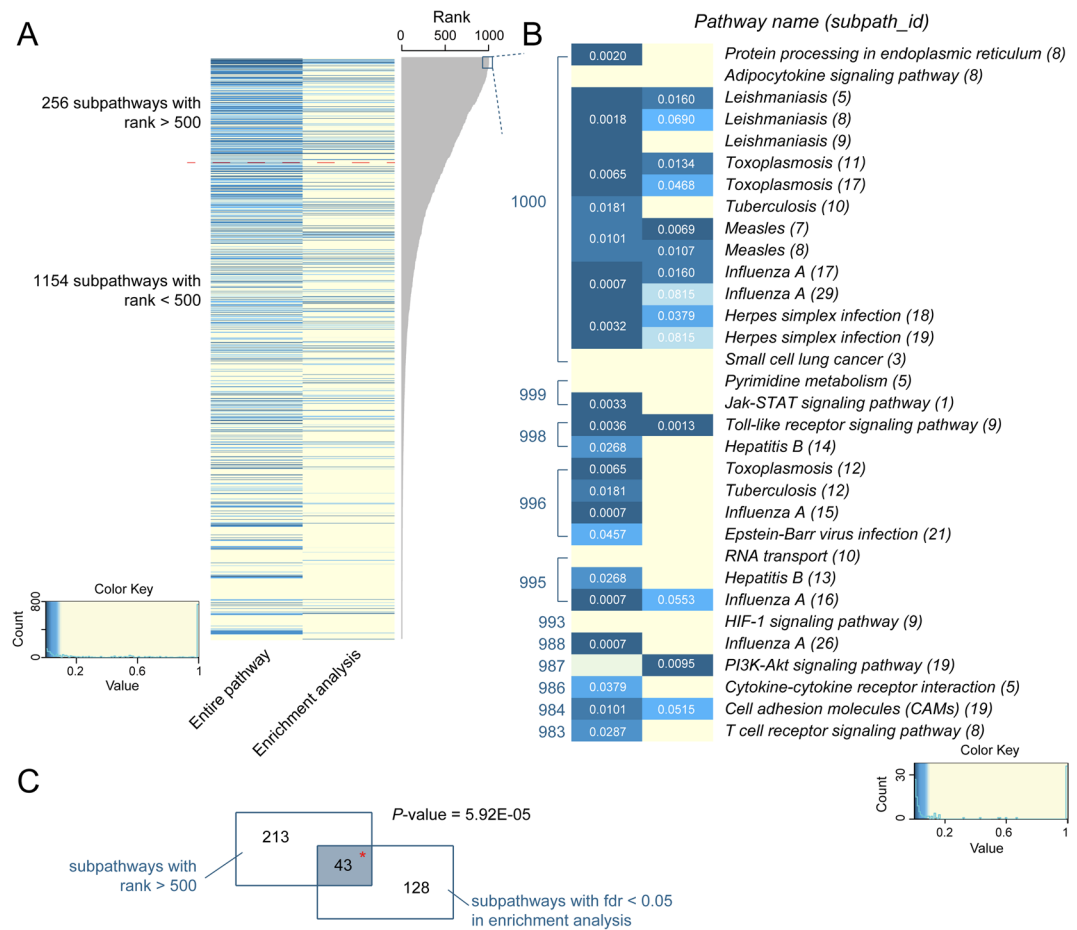 A
Rank
0 500 1000
256 subpathways with
rank > 500
1154 subpathways with
rank < 500
Color Key
Count
0 800
0.2 0.6 1
Value
Entire pathway
Enrichment analysis
B
Pathway name (subpath_id)
1000
0.0020 Protein processing in endoplasmic reticulum (8)
Adipocytokine signaling pathway (8)
0.0160 Leishmaniasis (5)
0.0018 0.0690 Leishmaniasis (8)
Leishmaniasis (9)
0.0134 Toxoplasmosis (11)
0.0065 0.0468 Toxoplasmosis (17)
0.0181 Tuberculosis (10)
0.0069 Measles (7)
0.0101 0.0107 Measles (8)
0.0160 Influenza A (17)
0.0007 0.0815 Influenza A (29)
0.0379 Herpes simplex infection (18)
0.0032 0.0815 Herpes simplex infection (19)
Small cell lung cancer (3)
999
Pyrimidine metabolism (5)
0.0033 Jak-STAT signaling pathway (1)
998
0.0036 0.0013 Toll-like receptor signaling pathway (9)
0.0268 Hepatitis B (14)
996
0.0065 Toxoplasmosis (12)
0.0181 Tuberculosis (12)
0.0007 Influenza A (15)
0.0457 Epstein-Barr virus infection (21)
995
RNA transport (10)
0.0268 Hepatitis B (13)
0.0007 0.0553 Influenza A (16)
993 HIF-1 signaling pathway (9)
988 0.0007 Influenza A (26)
987 0.0095 PI3K-Akt signaling pathway (19)
986 0.0379 Cytokine-cytokine receptor interaction (5)
984 0.0101 0.0515 Cell adhesion molecules (CAMs) (19)
983 0.0287 T cell receptor signaling pathway (8)
Color Key
Count
0 30
0.2 0.6 1
Value
C
P-value = 5.92E-05
213
43 *
128
subpathways with
rank > 500
subpathways with fdr < 0.05
in enrichment analysis